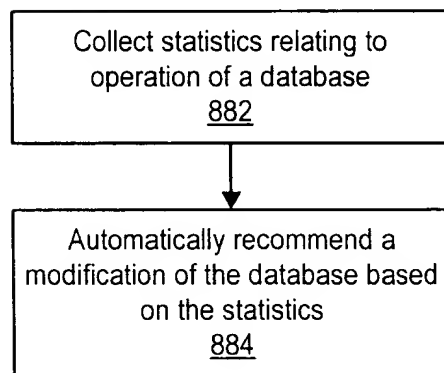 Collect statistics relating to
operation of a database
882
Automatically recommend a
modification of the database based
on the statistics
884